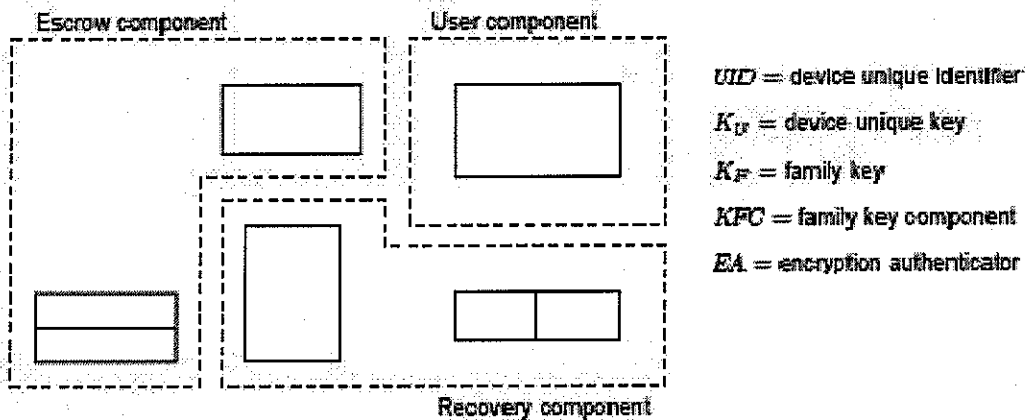 Escrow component
User component
UID = device unique identifier
K_U = device unique key
K_F = family key
KFC = family key component
EA = encryption authenticator
Recovery component